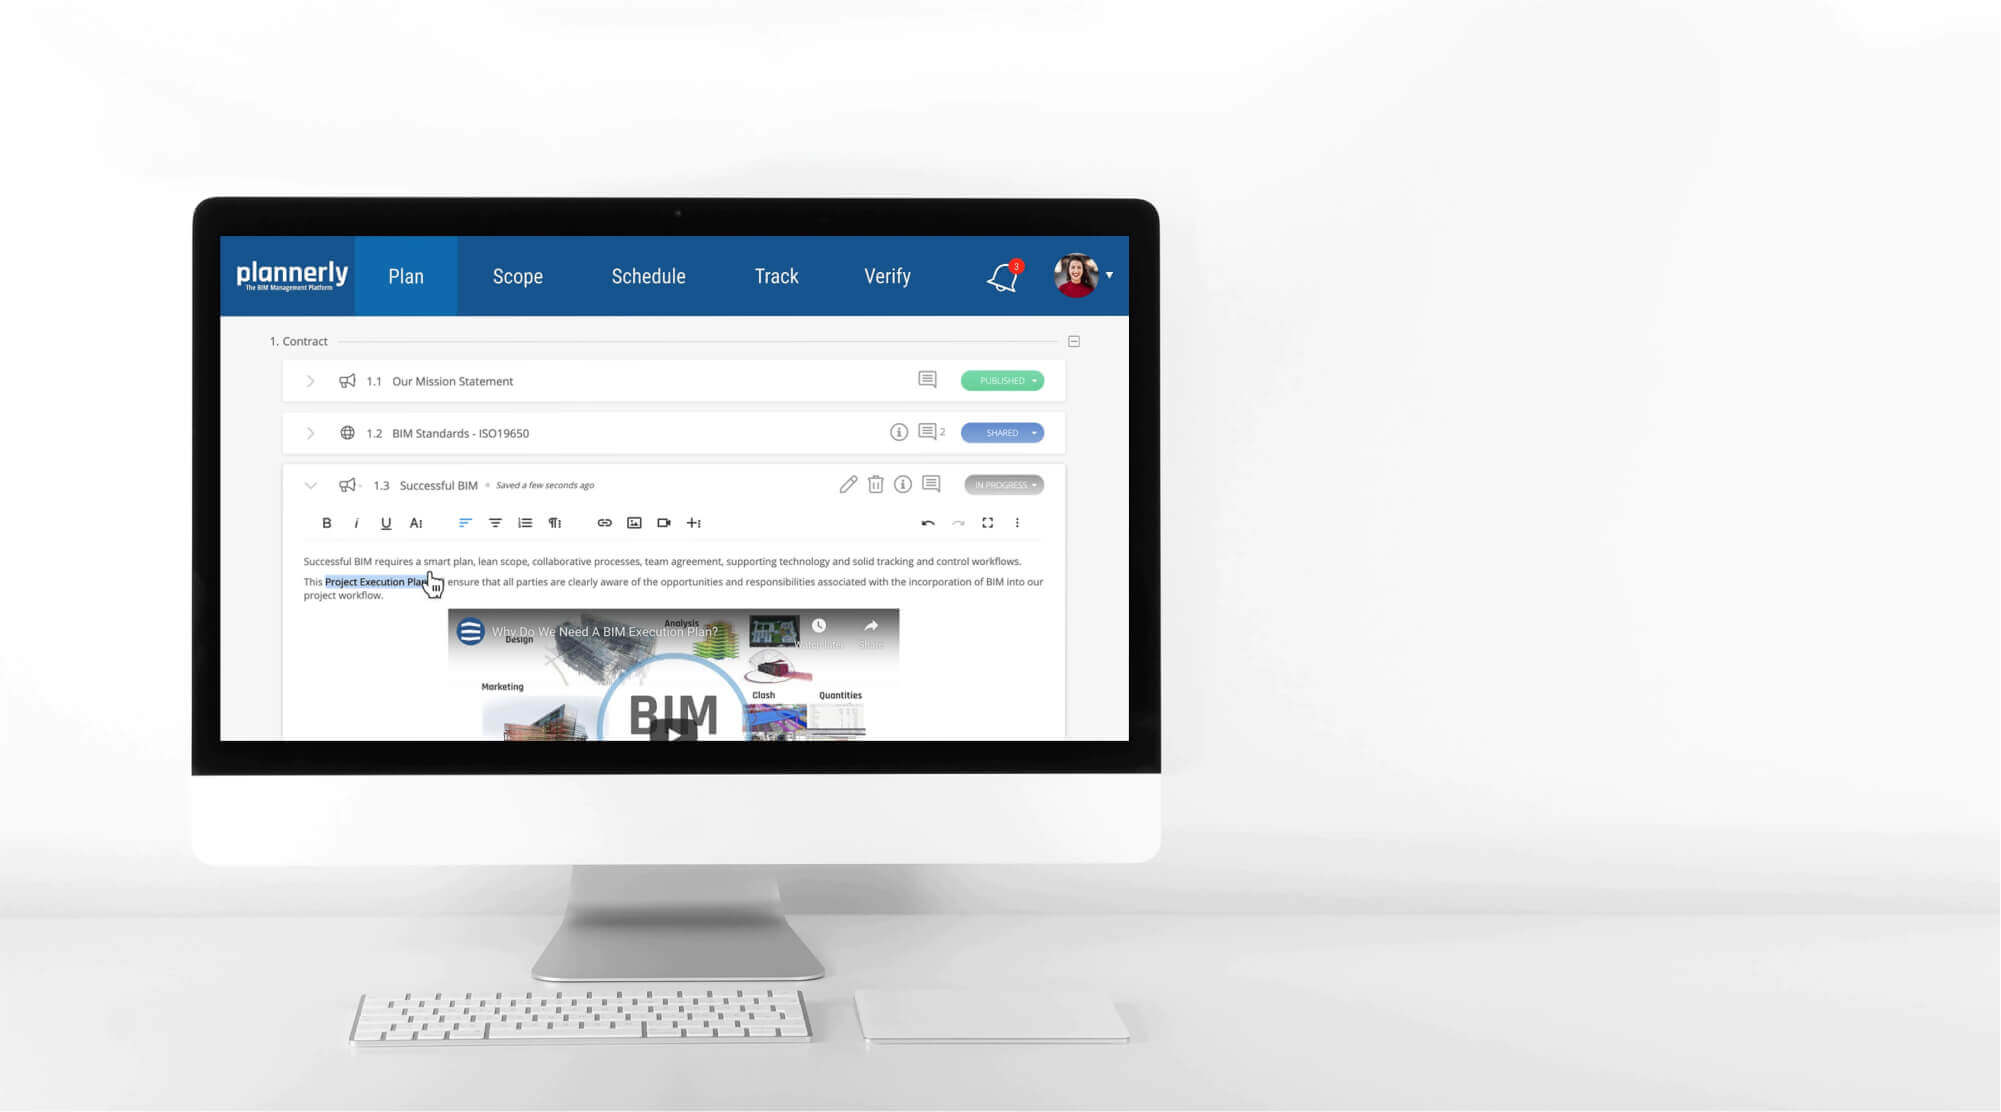 plannerly
The BIM Management Platform
Plan
Scope
Schedule
Track
Verify
3
1. Contract
1.1 Our Mission Statement
PUBLISHED
1.2 BIM Standards - ISO19650
2
SHARED
1.3 Successful BIM • Saved a few seconds ago
IN PROGRESS
B i U A
Successful BIM requires a smart plan, lean scope, collaborative processes, team agreement, supporting technology and solid tracking and control workflows.
This Project Execution Plan ensure that all parties are clearly aware of the opportunities and responsibilities associated with the incorporation of BIM into our
project workflow.
Why Do We Need A BIM Execution Plan?
Watch later
Share
Design
Analysis
Marketing
BIM
Clash
Quantities